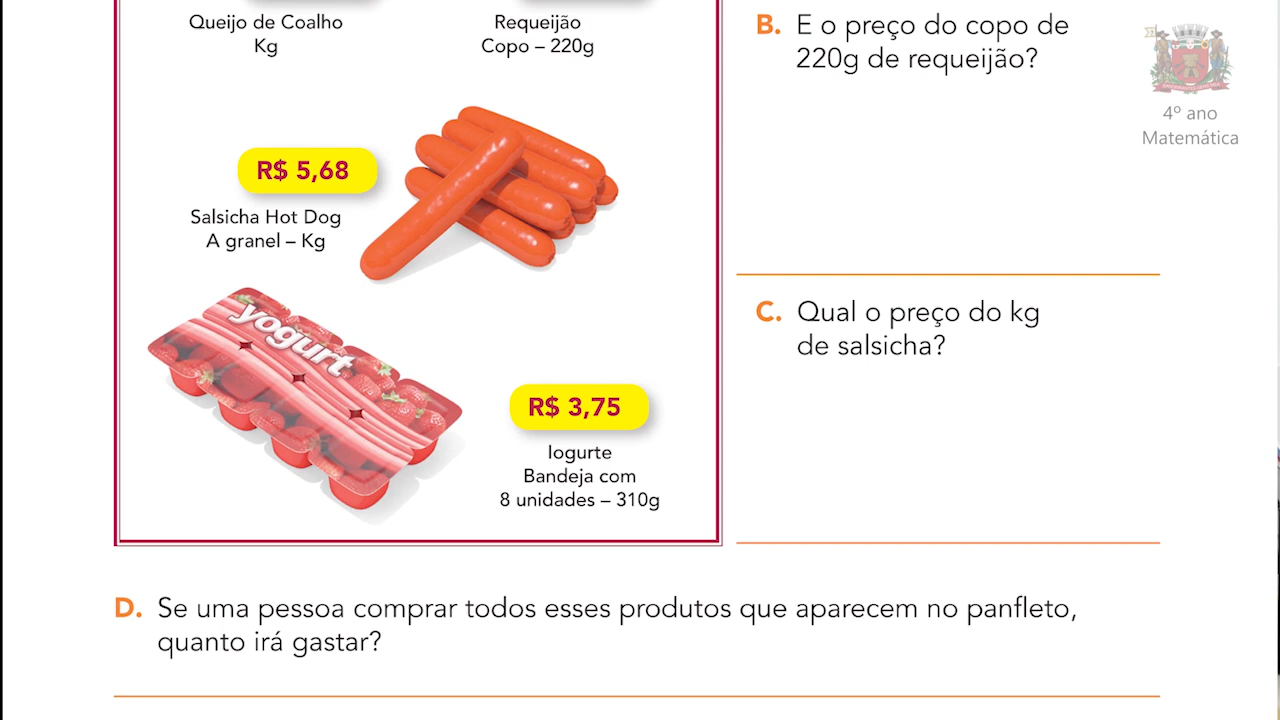 Queijo de Coalho
Kg
Requeijão
Copo – 220g
R$ 5,68
Salsicha Hot Dog
A granel – Kg
yogurt
R$ 3,75
Iogurte
Bandeja com
8 unidades – 310g
B. E o preço do copo de
220g de requeijão?
4º ano
Matemática
C. Qual o preço do kg
de salsicha?
D. Se uma pessoa comprar todos esses produtos que aparecem no panfleto,
quanto irá gastar?